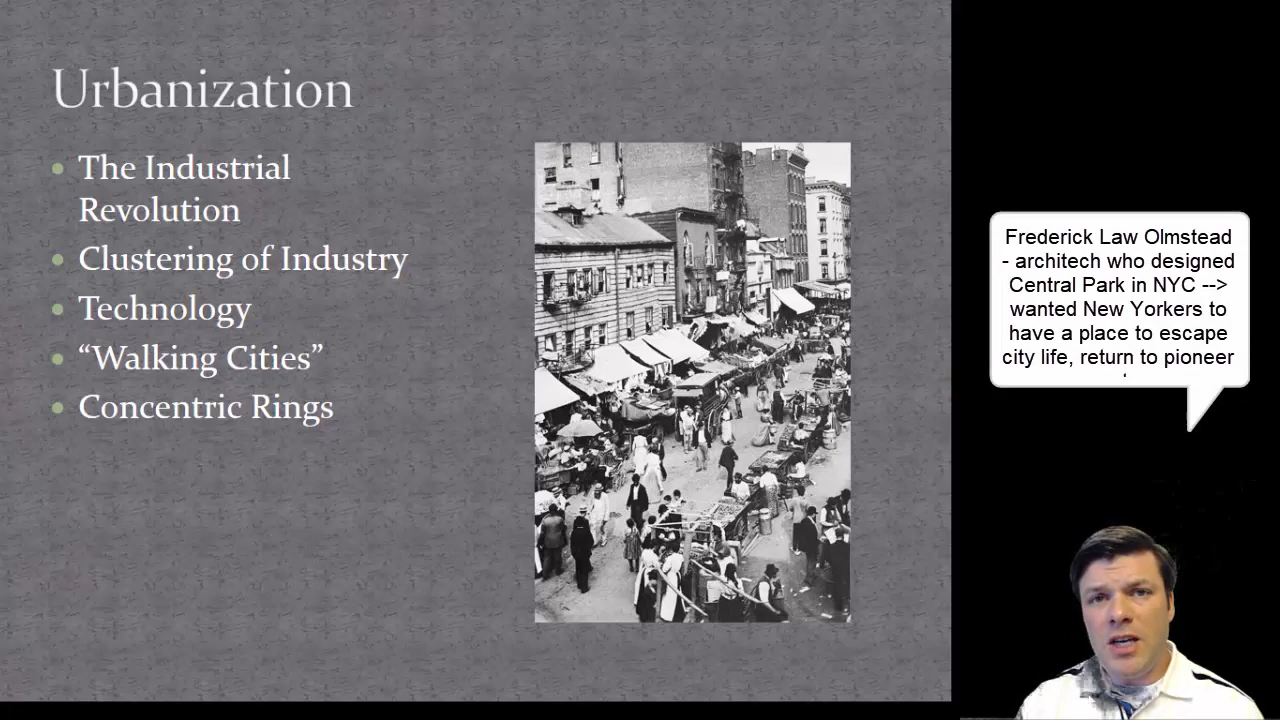 Urbanization
The Industrial
Revolution
Clustering of Industry
Technology
“Walking Cities”
Concentric Rings
Frederick Law Olmstead
- architech who designed
Central Park in NYC -->
wanted New Yorkers to
have a place to escape
city life, return to pioneer